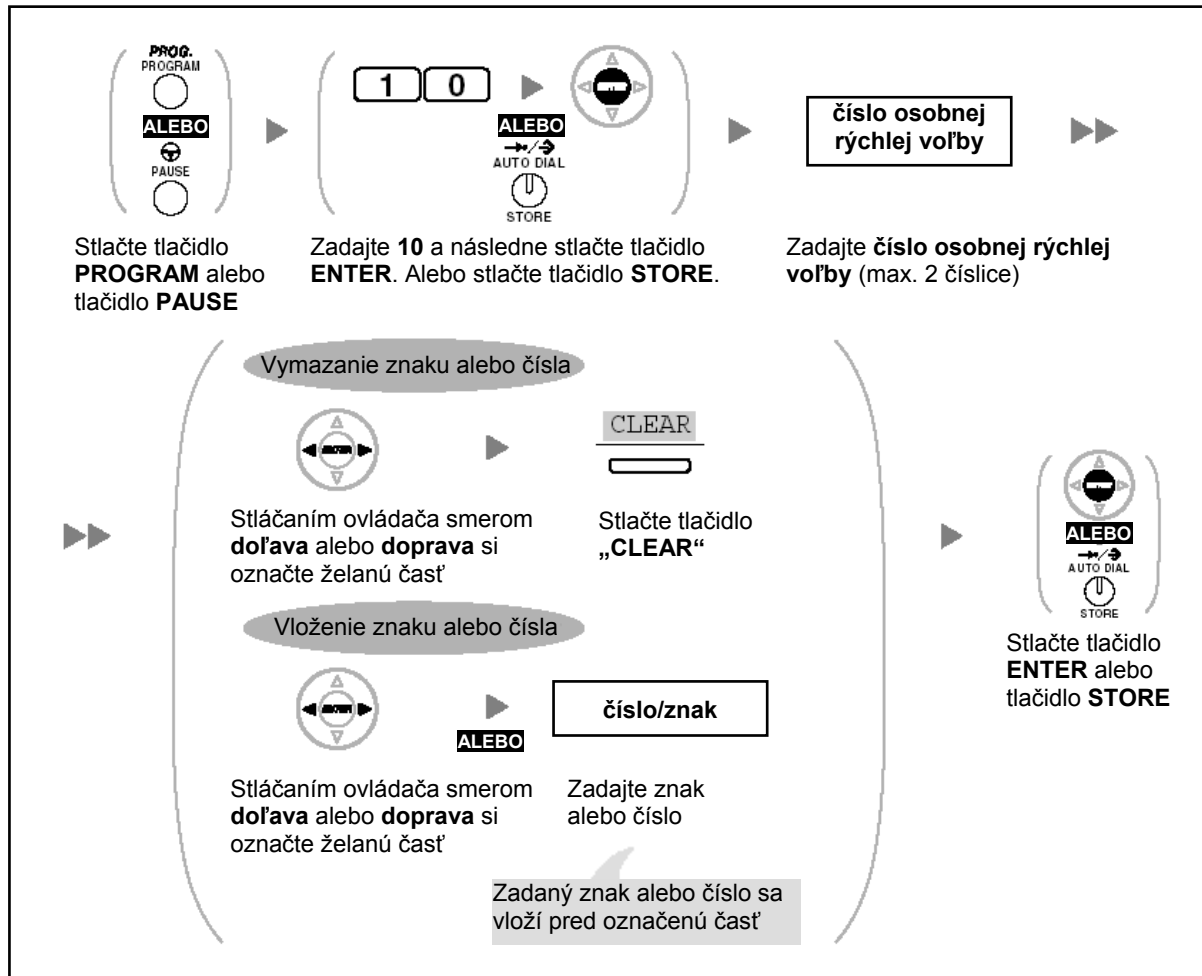 PROG.
PROGRAM
ALEBO
PAUSE
1 0
ALEBO
AUTO DIAL
STORE
číslo osobnej
rýchlej voľby
Stlačte tlačidlo
PROGRAM alebo
tlačidlo PAUSE
Zadajte 10 a následne stlačte tlačidlo
ENTER. Alebo stlačte tlačidlo STORE.
Zadajte číslo osobnej rýchlej
voľby (max. 2 číslice)
Vymazanie znaku alebo čísla
ENTER
CLEAR
Stláčaním ovládača smerom
doľava alebo doprava si
označte želanú časť
Stlačte tlačidlo
„CLEAR“
Vloženie znaku alebo čísla
ENTER
ALEBO
číslo/znak
Stláčaním ovládača smerom
doľava alebo doprava si
označte želanú časť
Zadajte znak
alebo číslo
Zadaný znak alebo číslo sa
vloží pred označenú časť
ALEBO
AUTO DIAL
STORE
Stlačte tlačidlo
ENTER alebo
tlačidlo STORE